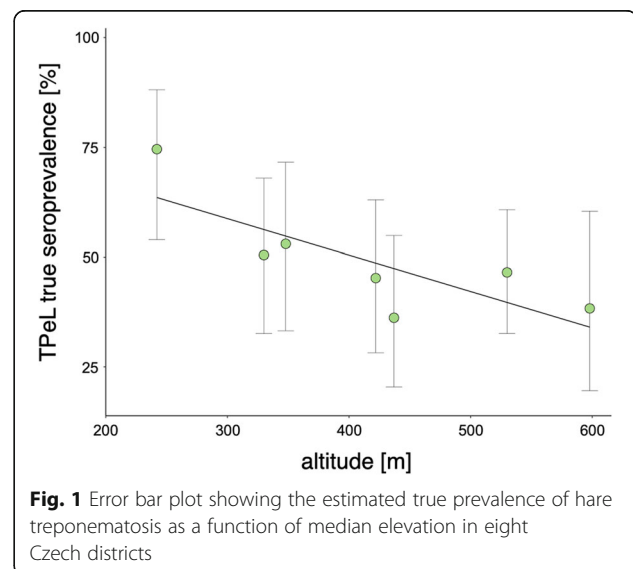 TPeL true seroprevalence [%]
100
75
50
25
200
300
400
500
600
altitude [m]
Fig. 1 Error bar plot showing the estimated true prevalence of hare
treponematosis as a function of median elevation in eight
Czech districts